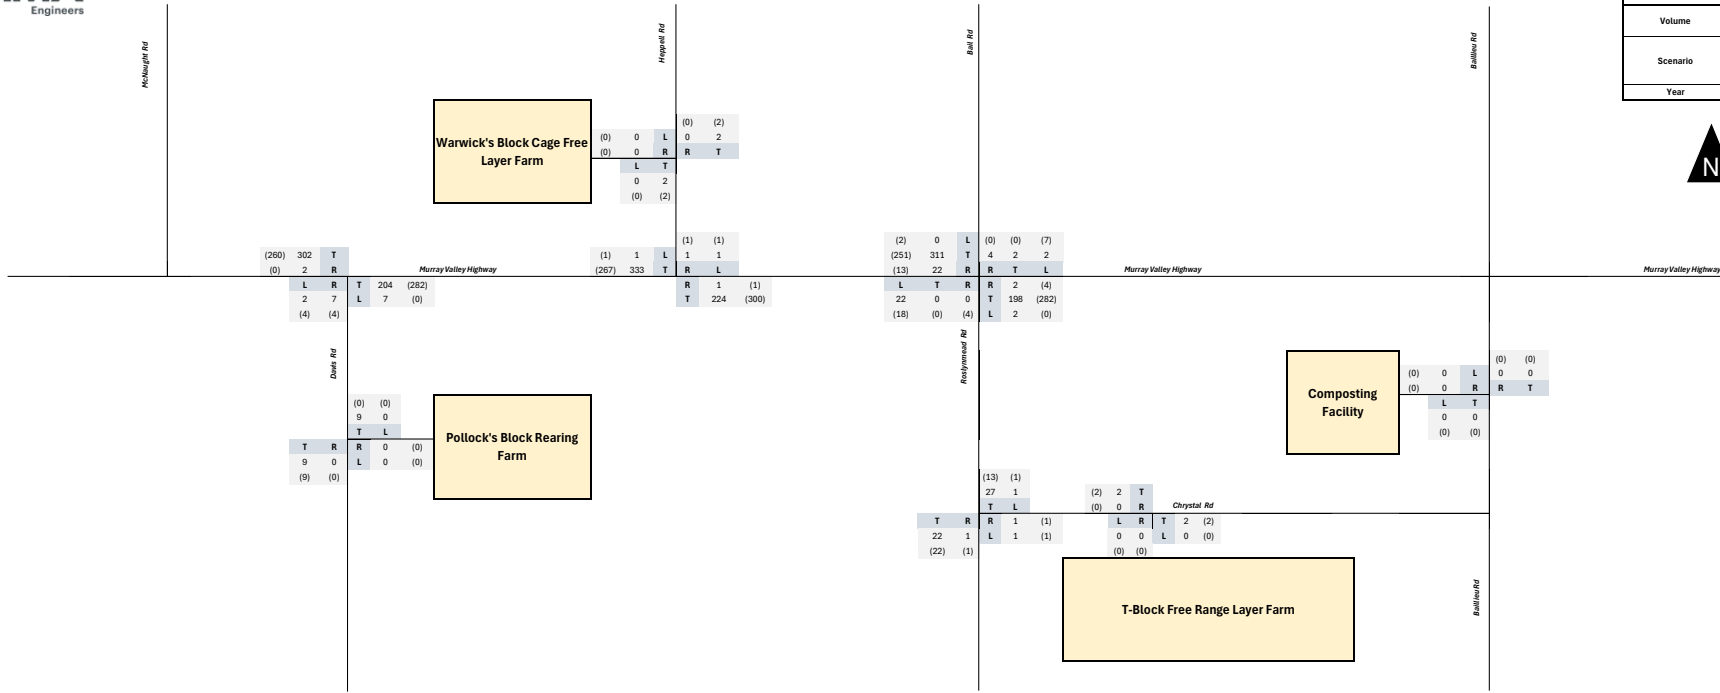 Engineers
Volume
Scenario
Year
N
McNaught Rd
Heppell Rd
Ball Rd
Baillieu Rd
Warwick's Block Cage Free
Layer Farm
(0) (2)
(0) 0 L 0 2
(0) 0 R R T
L T
0 2
(0) (2)
(260) 302 T
(0) 2 R
Murray Valley Highway
L R T 204 (282)
2 7 L 7 (0)
(4) (4)
(1) (1)
(1) 1 L 1 1
(267) 333 T R L
R 1 (1)
T 224 (300)
(2) 0 L (0) (0) (7)
(251) 311 T 4 2 2
(13) 22 R R T L
L T R R 2 (4)
22 0 0 T 198 (282)
(18) (0) (4) L 2 (0)
Murray Valley Highway
Murray Valley Highway
Davis Rd
Roslynmead Rd
(0) (0)
9 0
T L
T R R 0 (0)
9 0 L 0 (0)
(9) (0)
Pollock's Block Rearing
Farm
Composting
Facility
(0) (0)
(0) 0 L 0 0
(0) 0 R R T
L T
0 0
(0) (0)
(13) (1)
27 1
T L
T R R 1 (1)
22 1 L 1 (1)
(22) (1)
(2) 2 T
(0) 0 R
Chrystal Rd
L R T 2 (2)
0 0 L 0 (0)
(0) (0)
T-Block Free Range Layer Farm
Baillieu Rd